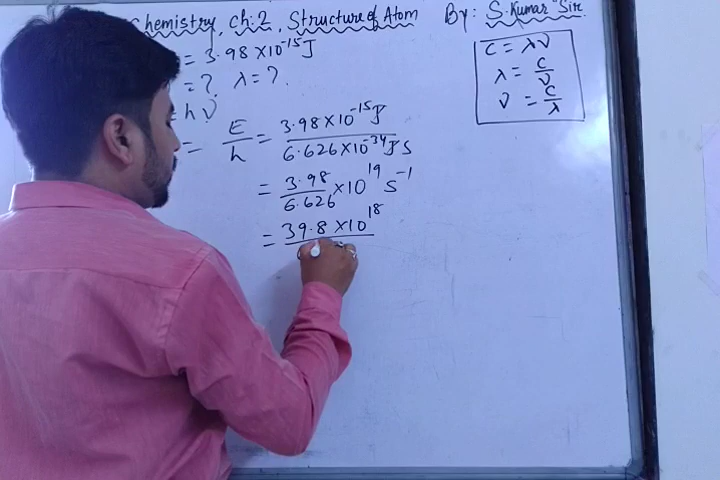 Chemistry, Ch:2, Structure of Atom By: S. Kumar "Sir"
= 3.98 × 10⁻¹⁵ J
= ? , λ = ?
hν
= E/h = 3.98 × 10⁻¹⁵ J / 6.626 × 10⁻³⁴ J S
= 3.98/6.626 × 10¹⁹ S⁻¹
= 39.8 × 10¹⁸
C = λν
λ = C/ν
ν = C/λ